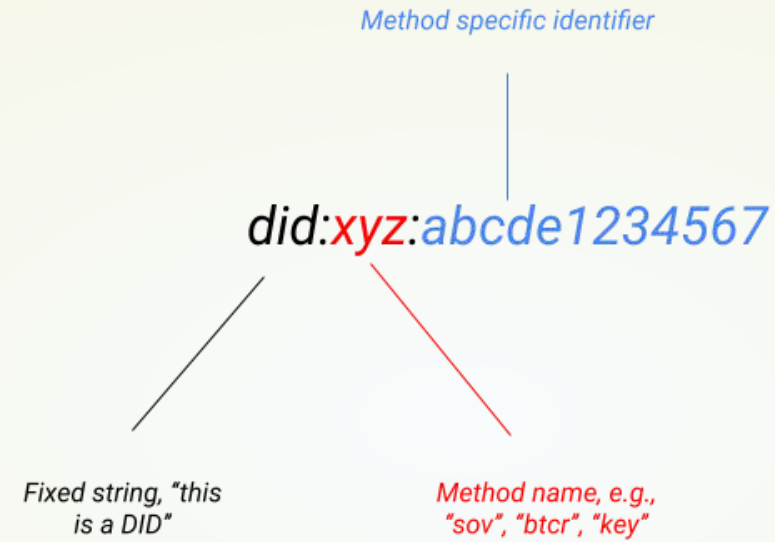 Method specific identifier
did:xyz:abcde1234567
Fixed string, “this
is a DID”
Method name, e.g.,
“sov”, “btcr”, “key”